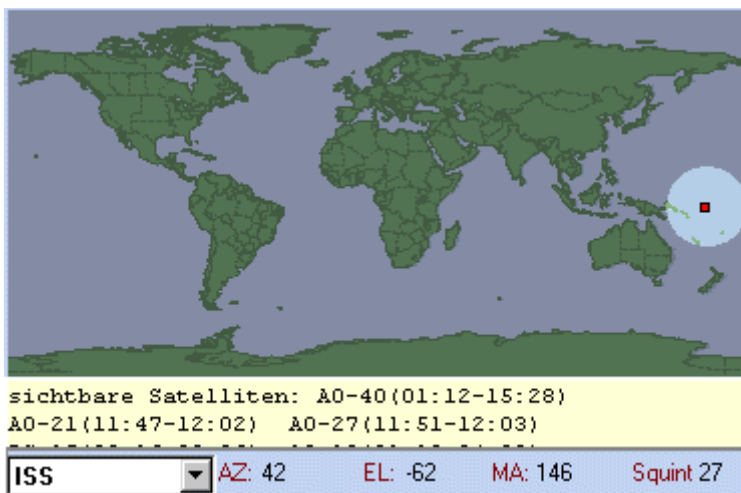 sichtbare Satelliten: AO-40(01:12-15:28)
AO-21(11:47-12:02) AO-27(11:51-12:03)
ISS AZ: 42 EL: -62 MA: 146 Squint 27